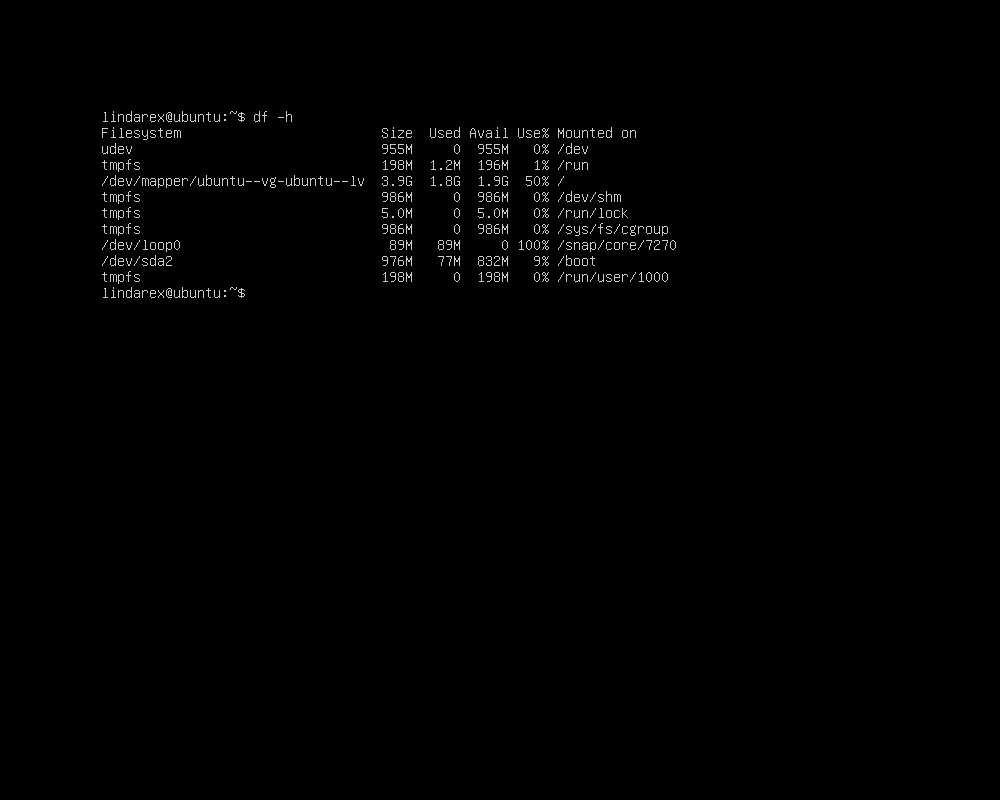 lindarex@ubuntu:~$ df -h
Filesystem                         Size  Used Avail Use% Mounted on
udev                               955M     0  955M   0% /dev
tmpfs                              198M  1.2M  196M   1% /run
/dev/mapper/ubuntu--vg-ubuntu--lv  3.9G  1.8G  1.9G  50% /
tmpfs                              986M     0  986M   0% /dev/shm
tmpfs                              5.0M     0  5.0M   0% /run/lock
tmpfs                              986M     0  986M   0% /sys/fs/cgroup
/dev/loop0                          89M   89M     0 100% /snap/core/7270
/dev/sda2                          976M   77M  832M   9% /boot
tmpfs                              198M     0  198M   0% /run/user/1000
lindarex@ubuntu:~$